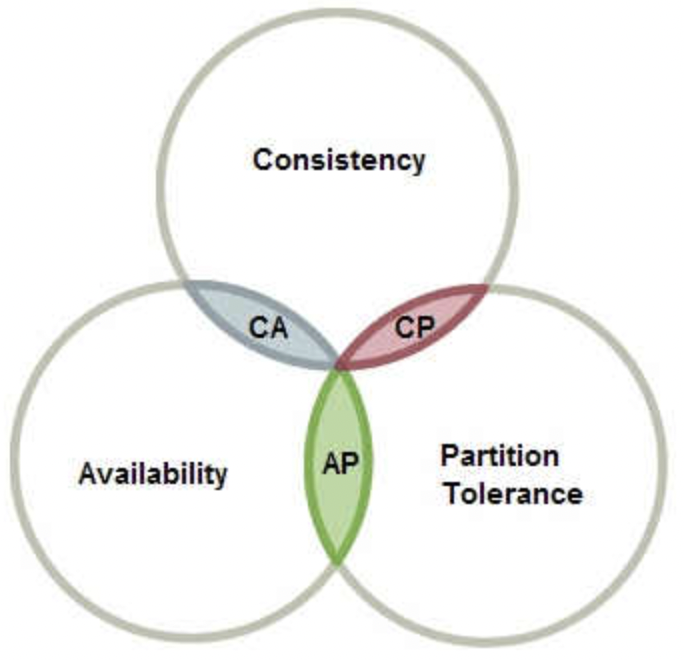 Consistency
CA
CP
Availability
AP
Partition
Tolerance